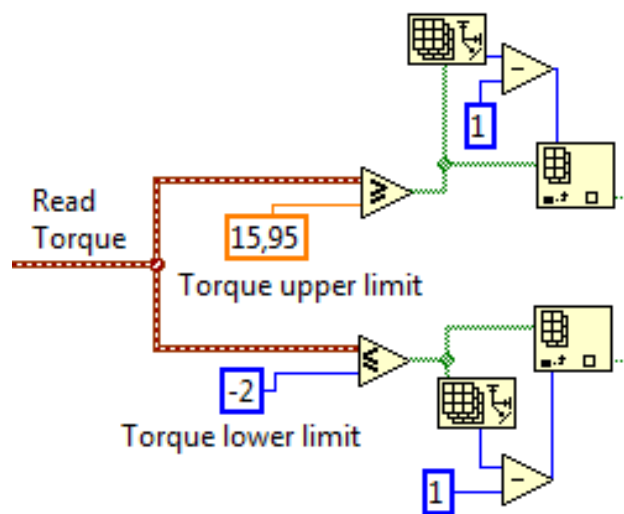 1
Read
Torque
15,95
Torque upper limit
-2
Torque lower limit
1